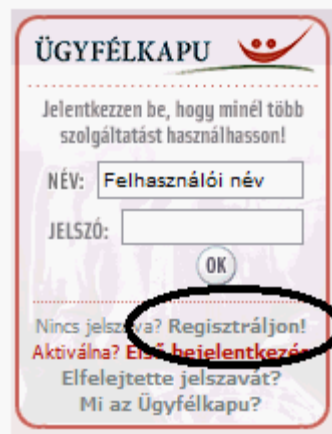 ÜGYFÉLKAPU
Jelentkezzen be, hogy minél több
szolgáltatást használhasson!
NÉV: Felhasználói név
JELSZÓ:
OK
Nincs jelszava? Regisztráljon!
Aktiválna? Első bejelentkezés
Elfelejtette jelszavát?
Mi az Ügyfélkapu?